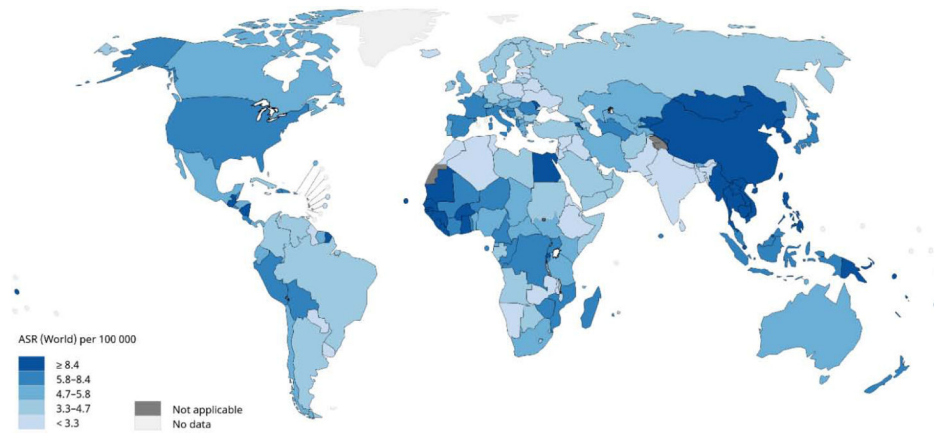 ASR (World) per 100 000
≥ 8.4
5.8–8.4
4.7–5.8
3.3–4.7
< 3.3
Not applicable
No data